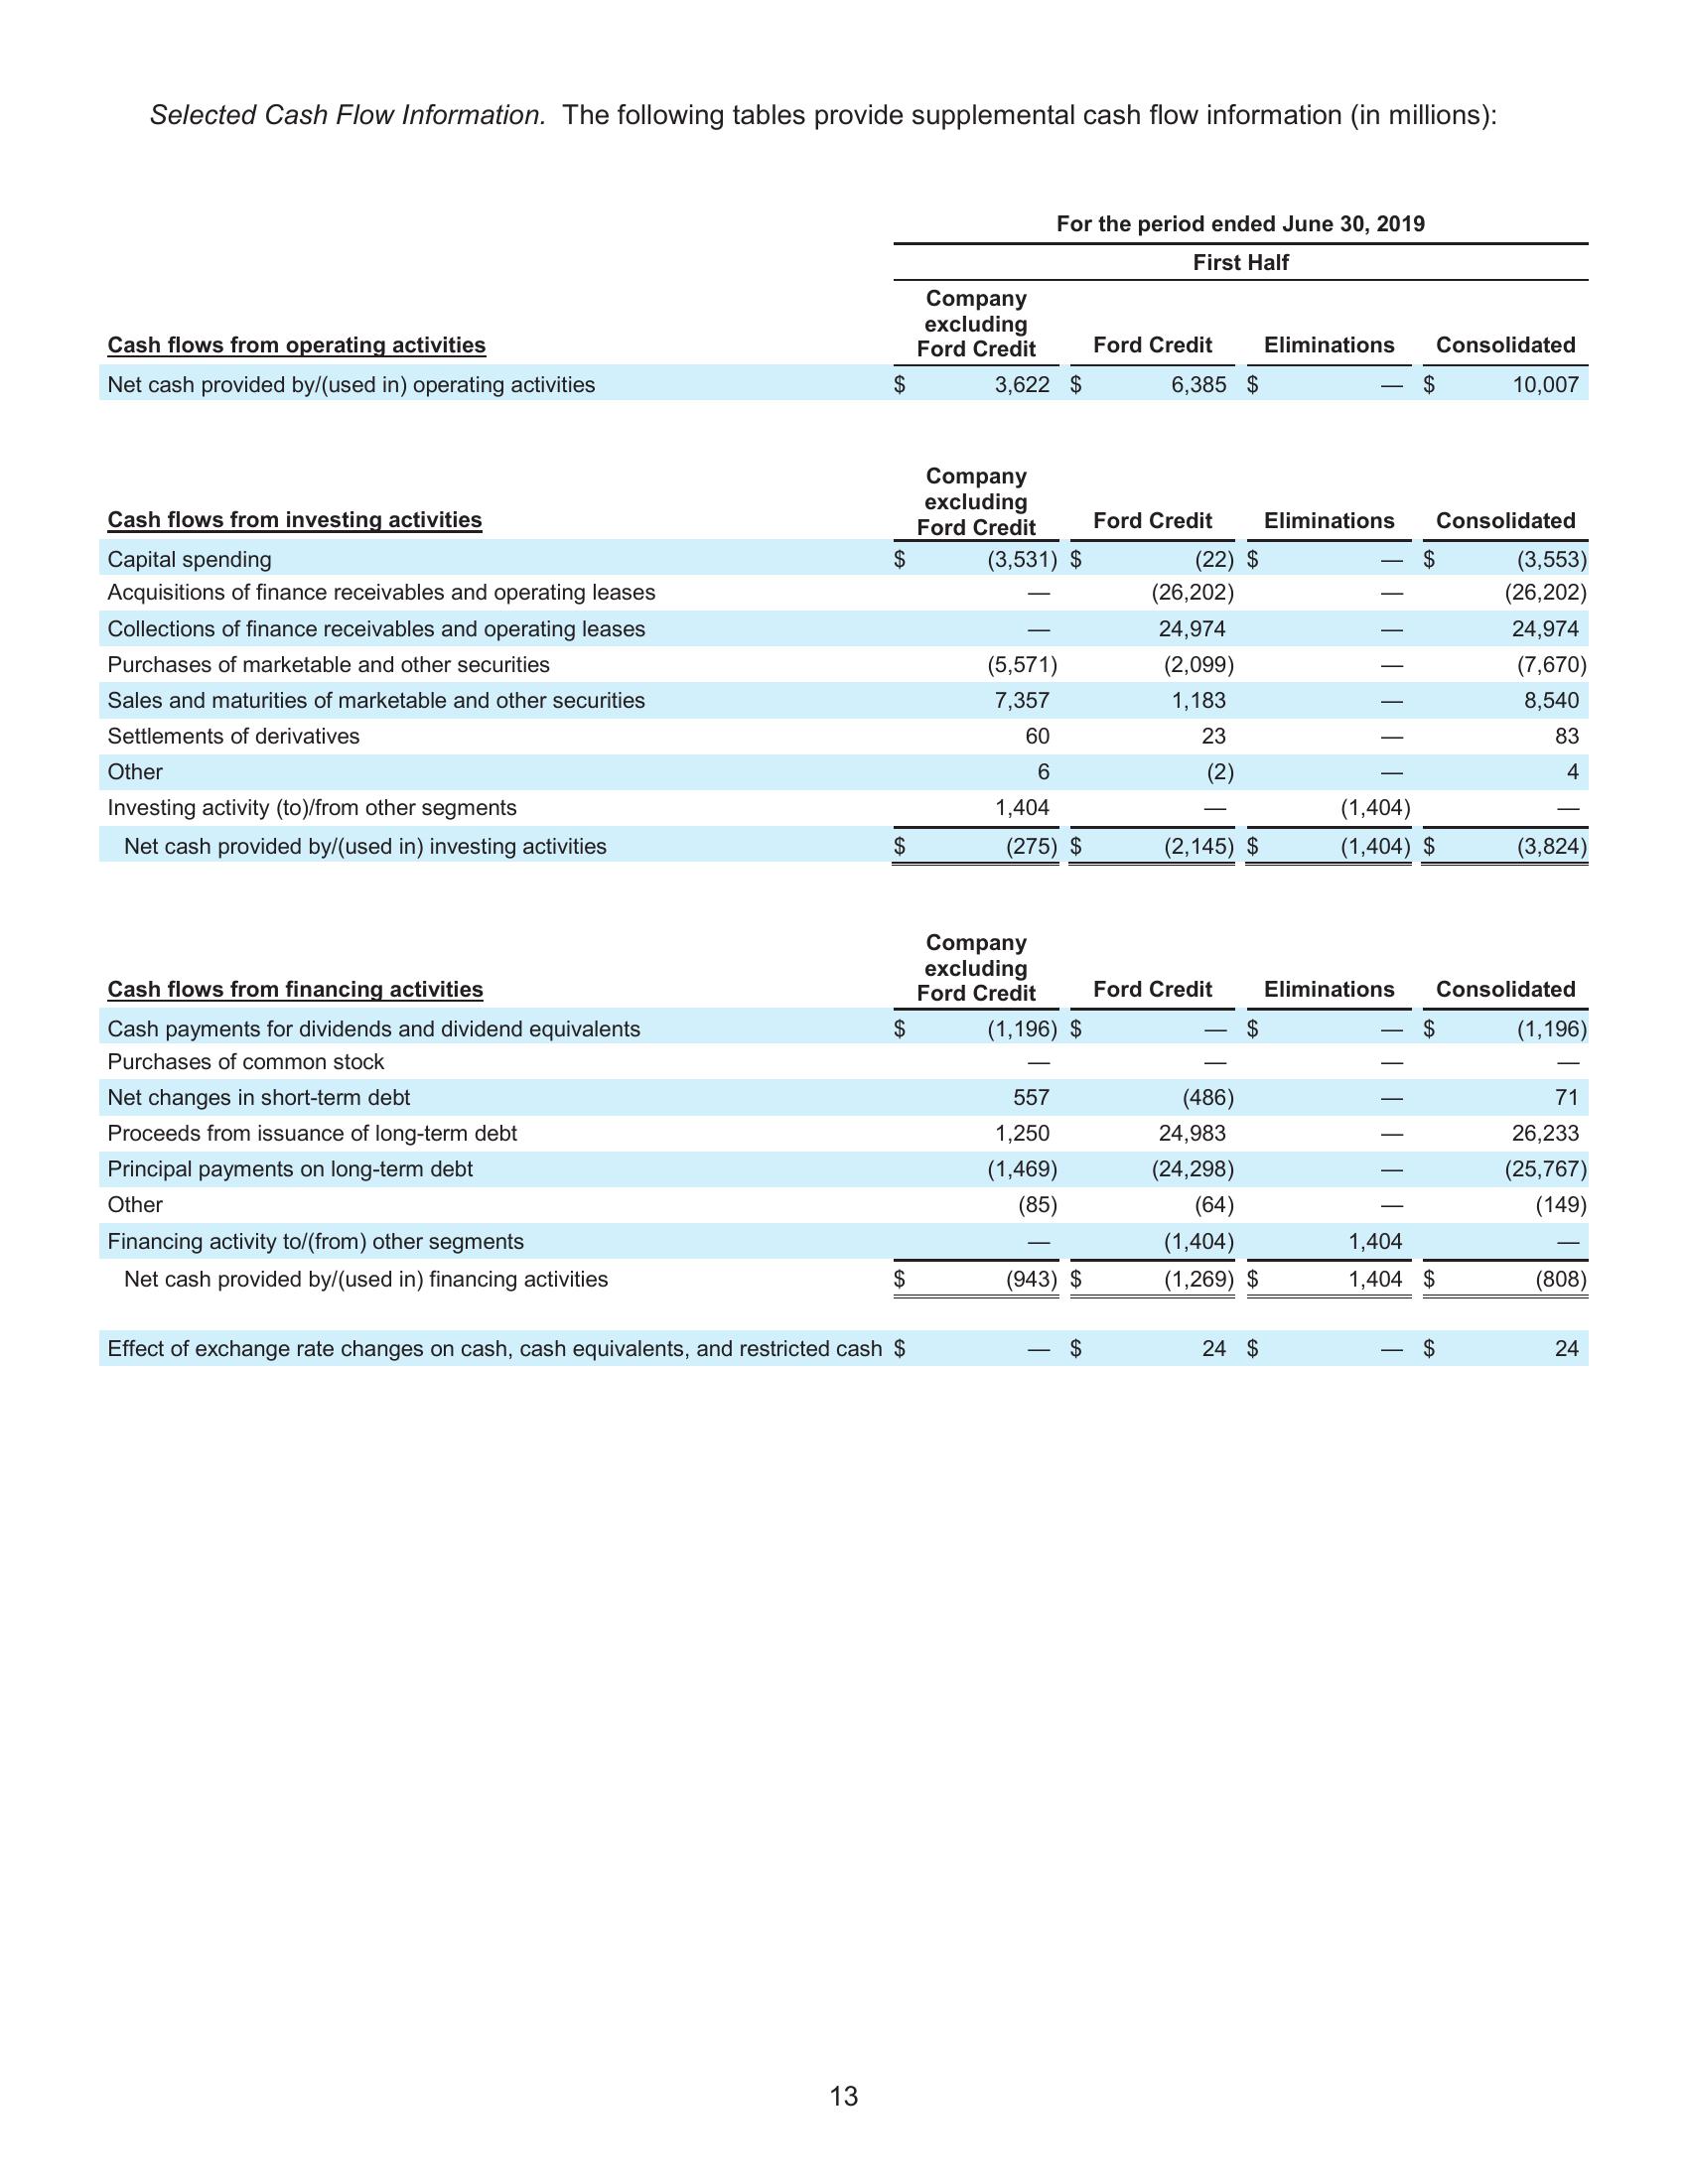 Selected Cash Flow Information. The following tables provide supplemental cash flow information (in millions):
For the period ended June 30, 2019
First Half
Cash flows from operating activities Company excluding Ford Credit Ford Credit Eliminations Consolidated
Net cash provided by/(used in) operating activities $ 3,622 $ 6,385 $ — $ 10,007
Cash flows from investing activities Company excluding Ford Credit Ford Credit Eliminations Consolidated
Capital spending $ (3,531) $ (22) $ — $ (3,553)
Acquisitions of finance receivables and operating leases — (26,202) — (26,202)
Collections of finance receivables and operating leases — 24,974 — 24,974
Purchases of marketable and other securities (5,571) (2,099) — (7,670)
Sales and maturities of marketable and other securities 7,357 1,183 — 8,540
Settlements of derivatives 60 23 — 83
Other 6 (2) — 4
Investing activity (to)/from other segments 1,404 — (1,404) —
Net cash provided by/(used in) investing activities $ (275) $ (2,145) $ (1,404) $ (3,824)
Cash flows from financing activities Company excluding Ford Credit Ford Credit Eliminations Consolidated
Cash payments for dividends and dividend equivalents $ (1,196) $ — $ — $ (1,196)
Purchases of common stock — — — —
Net changes in short-term debt 557 (486) — 71
Proceeds from issuance of long-term debt 1,250 24,983 — 26,233
Principal payments on long-term debt (1,469) (24,298) — (25,767)
Other (85) (64) — (149)
Financing activity to/(from) other segments — (1,404) 1,404 —
Net cash provided by/(used in) financing activities $ (943) $ (1,269) $ 1,404 $ (808)
Effect of exchange rate changes on cash, cash equivalents, and restricted cash $ — $ 24 $ — $ 24
13